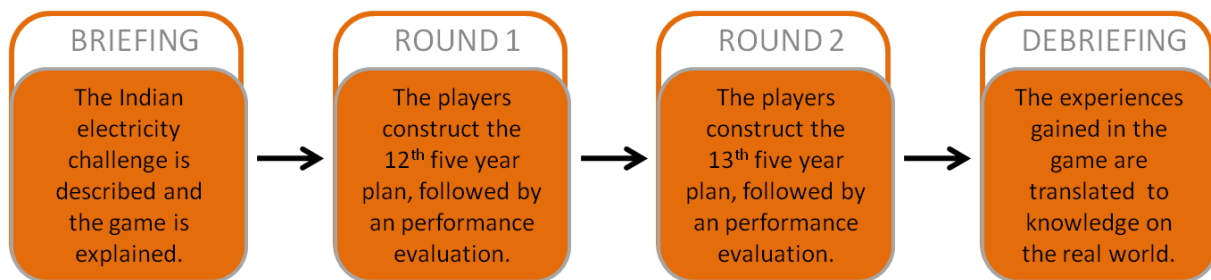 BRIEFING
The Indian
electricity
challenge is
described and
the game is
explained.
ROUND 1
The players
construct the
12th five year
plan, followed by
an performance
evaluation.
ROUND 2
The players
construct the
13th five year
plan, followed by
an performance
evaluation.
DEBRIEFING
The experiences
gained in the
game are
translated to
knowledge on
the real world.